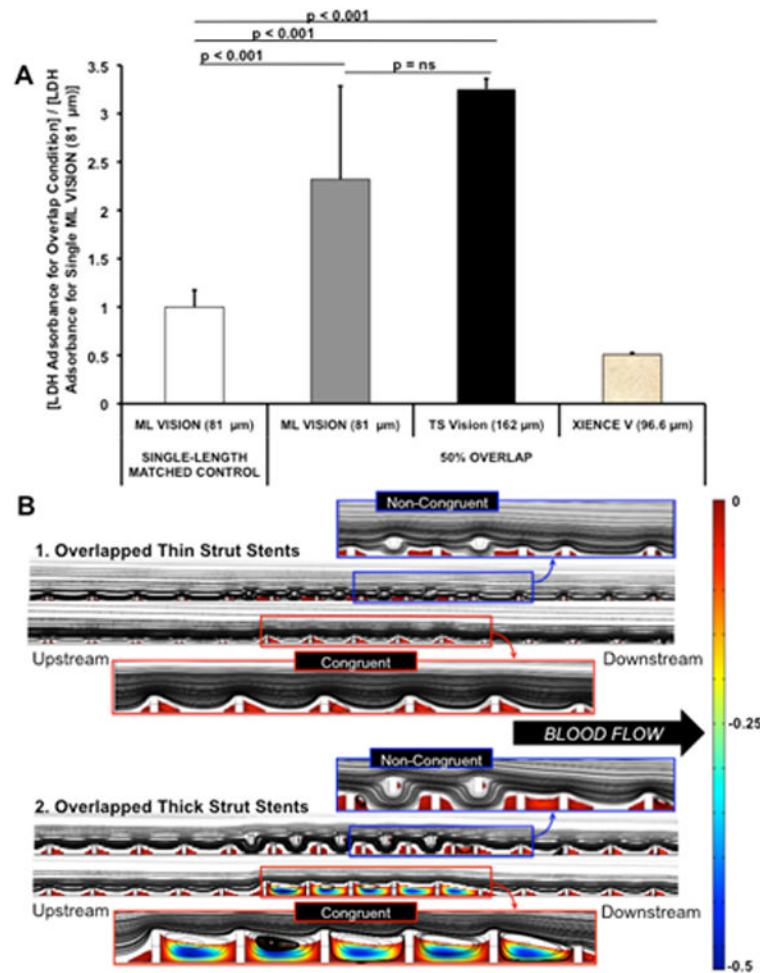 p < 0.001
p < 0.001
p < 0.001
p = ns
A
[LDH Adsorbance for Overlap Condition] / [LDH
Adsorbance for Single ML VISION (81 µm)]
3.5
3
2.5
2
1.5
1
0.5
0
ML VISION (81 µm)
ML VISION (81 µm)
TS Vision (162 µm)
XIENCE V (96.6 µm)
SINGLE-LENGTH
MATCHED CONTROL
50% OVERLAP
B
Non-Congruent
1. Overlapped Thin Strut Stents
Upstream
Congruent
Downstream
BLOOD FLOW
Non-Congruent
2. Overlapped Thick Strut Stents
Upstream
Congruent
Downstream
0
-0.25
-0.5